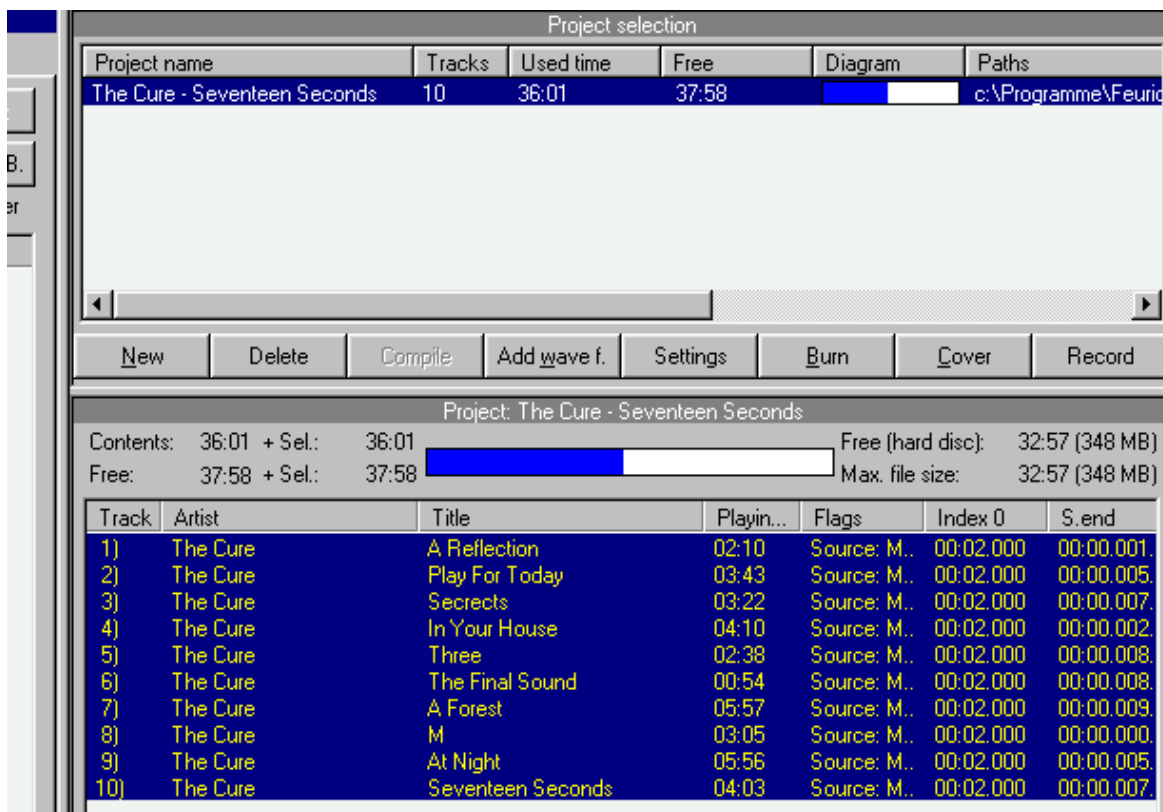 Project selection
Project name Tracks Used time Free Diagram Paths
The Cure - Seventeen Seconds 10 36:01 37:58 c:\Programme\Feurio
B.
er
New Delete Compile Add wave f. Settings Burn Cover Record
Project: The Cure - Seventeen Seconds
Contents: 36:01 + Sel.: 36:01 Free (hard disc): 32:57 (348 MB)
Free: 37:58 + Sel.: 37:58 Max. file size: 32:57 (348 MB)
Track Artist Title Playin... Flags Index 0 S.end
1) The Cure A Reflection 02:10 Source: M.. 00:02.000 00:00.001.
2) The Cure Play For Today 03:43 Source: M.. 00:02.000 00:00.005.
3) The Cure Secrects 03:22 Source: M.. 00:02.000 00:00.007.
4) The Cure In Your House 04:10 Source: M.. 00:02.000 00:00.002.
5) The Cure Three 02:38 Source: M.. 00:02.000 00:00.008.
6) The Cure The Final Sound 00:54 Source: M.. 00:02.000 00:00.008.
7) The Cure A Forest 05:57 Source: M.. 00:02.000 00:00.009.
8) The Cure M 03:05 Source: M.. 00:02.000 00:00.000.
9) The Cure At Night 05:56 Source: M.. 00:02.000 00:00.005.
10) The Cure Seventeen Seconds 04:03 Source: M.. 00:02.000 00:00.007.